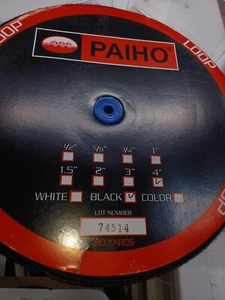 LOOP
PAIHO
LOOP
1/2" 5/8" 3/4" 1"
1.5" 2" 3" 4"
WHITE BLACK COLOR
LOT NUMBER
74514
YARDS